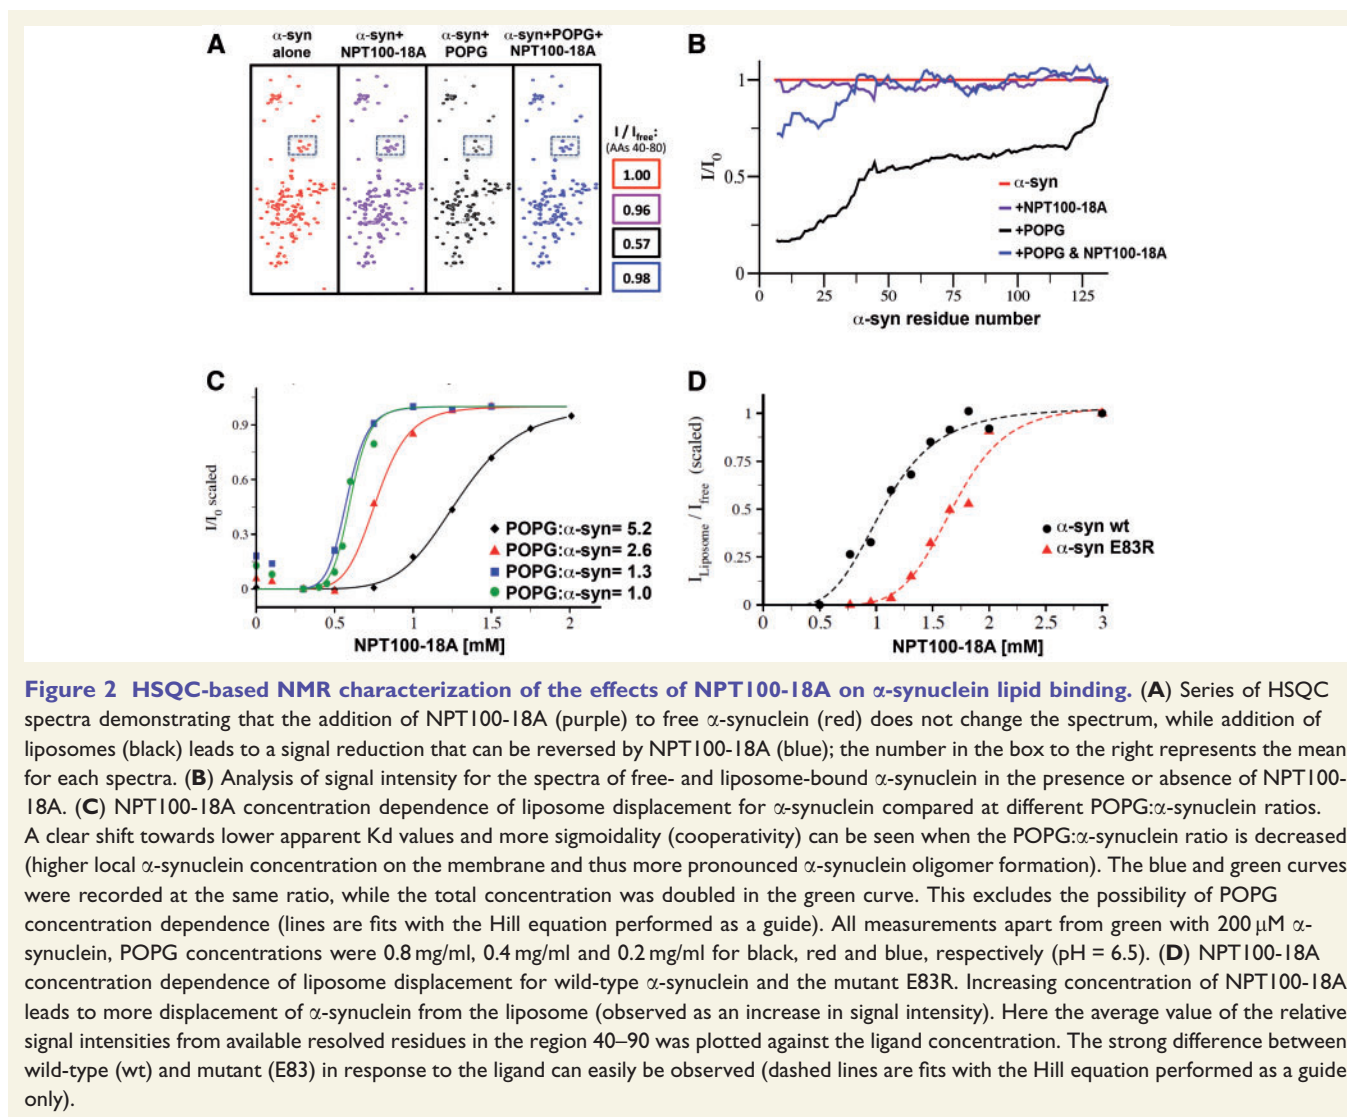 A
α-syn alone
α-syn+ NPT100-18A
α-syn+ POPG
α-syn+POPG+ NPT100-18A
I / Ifree:
(AAs 40-80)
1.00
0.96
0.57
0.98
B
I/I0
1
0.5
0
α-syn
+NPT100-18A
+POPG
+POPG & NPT100-18A
0 25 50 75 100 125
α-syn residue number
C
I/I0 scaled
0.9
0.6
0.3
0
POPG:α-syn= 5.2
POPG:α-syn= 2.6
POPG:α-syn= 1.3
POPG:α-syn= 1.0
0 0.5 1 1.5 2
NPT100-18A [mM]
D
ILiposome / Ifree (scaled)
1
0.75
0.5
0.25
0
α-syn wt
α-syn E83R
0 0.5 1 1.5 2 2.5 3
NPT100-18A [mM]
Figure 2 HSQC-based NMR characterization of the effects of NPT100-18A on α-synuclein lipid binding. (A) Series of HSQC
spectra demonstrating that the addition of NPT100-18A (purple) to free α-synuclein (red) does not change the spectrum, while addition of
liposomes (black) leads to a signal reduction that can be reversed by NPT100-18A (blue); the number in the box to the right represents the mean
for each spectra. (B) Analysis of signal intensity for the spectra of free- and liposome-bound α-synuclein in the presence or absence of NPT100-
18A. (C) NPT100-18A concentration dependence of liposome displacement for α-synuclein compared at different POPG:α-synuclein ratios.
A clear shift towards lower apparent Kd values and more sigmoidality (cooperativity) can be seen when the POPG:α-synuclein ratio is decreased
(higher local α-synuclein concentration on the membrane and thus more pronounced α-synuclein oligomer formation). The blue and green curves
were recorded at the same ratio, while the total concentration was doubled in the green curve. This excludes the possibility of POPG
concentration dependence (lines are fits with the Hill equation performed as a guide). All measurements apart from green with 200 μM α-
synuclein, POPG concentrations were 0.8 mg/ml, 0.4 mg/ml and 0.2 mg/ml for black, red and blue, respectively (pH = 6.5). (D) NPT100-18A
concentration dependence of liposome displacement for wild-type α-synuclein and the mutant E83R. Increasing concentration of NPT100-18A
leads to more displacement of α-synuclein from the liposome (observed as an increase in signal intensity). Here the average value of the relative
signal intensities from available resolved residues in the region 40–90 was plotted against the ligand concentration. The strong difference between
wild-type (wt) and mutant (E83) in response to the ligand can easily be observed (dashed lines are fits with the Hill equation performed as a guide
only).